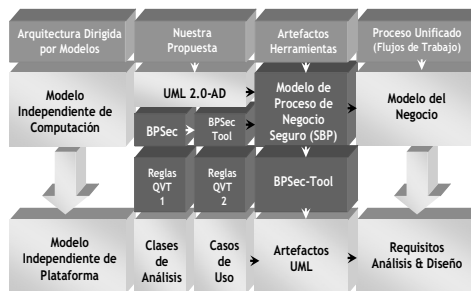 Arquitectura Dirigida
por Modelos
Nuestra
Propuesta
Artefactos
Herramientas
Proceso Unificado
(Flujos de Trabajo)
Modelo
Independiente de
Computación
UML 2.0-AD
BPSec
BPSec
Tool
Modelo de
Proceso de
Negocio
Seguro (SBP)
Modelo del
Negocio
Reglas
QVT
1
Reglas
QVT
2
BPSec-Tool
Modelo
Independiente
de Plataforma
Clases
de
Análisis
Casos
de
Uso
Artefactos
UML
Requisitos
Análisis & Diseño